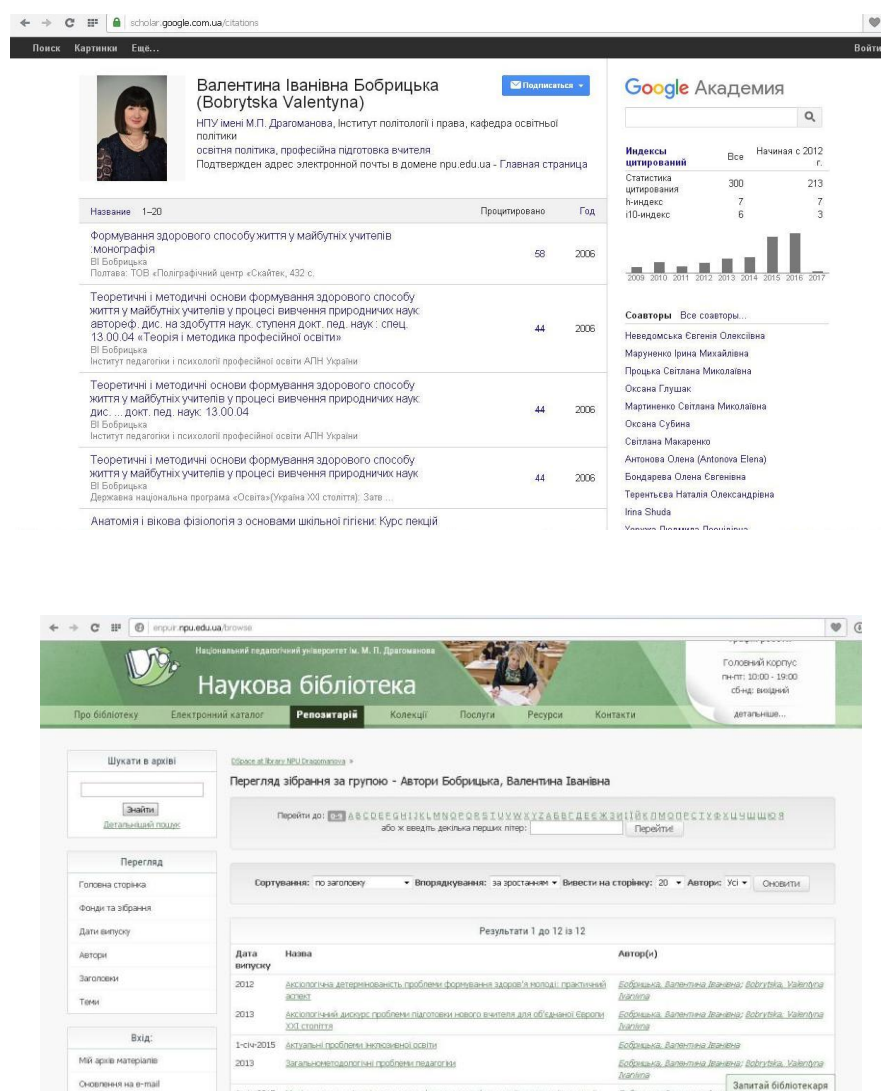 scholar.google.com.ua/citations
Поиск Картинки Ещё... Войти
Валентина Іванівна Бобрицька
(Bobrytska Valentyna)
НПУ імені М.П. Драгоманова, Інститут політології і права, кафедра освітньої
політики
освітня політика, професійна підготовка вчителя
Подтвержден адрес электронной почты в домене npu.edu.ua - Главная страница
Подписаться
Название 1–20 Процитировано Год
Формування здорового способу життя у майбутніх учителів
:монографія
ВІ Бобрицька
Полтава: ТОВ «Поліграфічний центр «Скайтек, 432 с.
58 2006
Теоретичні і методичні основи формування здорового способу
життя у майбутніх учителів у процесі вивчення природничих наук:
автореф. дис. на здобуття наук. ступеня докт. пед. наук : спец.
13.00.04 «Теорія і методика професійної освіти»
ВІ Бобрицька
Інститут педагогіки і психології професійної освіти АПН України
44 2006
Теоретичні і методичні основи формування здорового способу
життя у майбутніх учителів у процесі вивчення природничих наук:
дис. ... докт. пед. наук: 13.00.04
ВІ Бобрицька
Інститут педагогіки і психології професійної освіти АПН України
44 2006
Теоретичні і методичні основи формування здорового способу
життя у майбутніх учителів у процесі вивчення природничих наук
ВІ Бобрицька
Державна національна програма «Освіта»(Україна XXI століття): Затв ...
44 2006
Анатомія і вікова фізіологія з основами шкільної гігієни: Курс лекцій
Google Академия
Индексы цитирований Все Начиная с 2012 г.
Статистика цитирования 300 213
h-индекс 7 7
i10-индекс 6 3
2009 2010 2011 2012 2013 2014 2015 2016 2017
Соавторы Все соавторы...
Неведомська Євгенія Олексіївна
Маруненко Ірина Михайлівна
Процька Світлана Миколаївна
Оксана Глушак
Мартиненко Світлана Миколаївна
Оксана Субина
Світлана Макаренко
Антонова Олена (Antonova Elena)
Бондарева Олена Євгенівна
Терентьєва Наталія Олександрівна
Irina Shuda
enpuir.npu.edu.ua/browse
Національний педагогічний університет ім. М. П. Драгоманова
Наукова бібліотека
Головний корпус
пн-пт: 10:00 - 19:00
сб-нд: вихідний
детальніше...
Про бібліотеку Електронний каталог Репозитарій Колекції Послуги Ресурси Контакти
Шукати в архіві
Знайти
Детальніший пошук
Перегляд
Головна сторінка
Фонди та зібрання
Дати випуску
Автори
Заголовки
Теми
Вхід:
Мій архів матеріалів
Оновлення на e-mail
DSpace at library NPU Dragomanova
Перегляд зібрання за групою - Автори Бобрицька, Валентина Іванівна
Перейти до: 0-9 A B C D E F G H I J K L M N O P Q R S T U V W X Y Z А Б В Г Д Е Є Ж З И І Ї Й К Л М О П Р С Т У Ф Х Ц Ч Ш Щ Ю Я
або ж введіть декілька перших літер: Перейти!
Сортування: по заголовку Впорядкування: за зростанням Вивести на сторінку: 20 Автори: Усі Оновити
Результати 1 до 12 із 12
Дата випуску Назва Автор(и)
2012 Аксіологічна детермінованість проблеми формування здоров'я молоді: практичний аспект Бобрицька, Валентина Іванівна; Bobrytska, Valentyna Ivanivna
2013 Аксіологічний дискурс проблеми підготовки нового вчителя для об'єднаної Європи XXI століття Бобрицька, Валентина Іванівна; Bobrytska, Valentyna Ivanivna
1-січ-2015 Актуальні проблеми інклюзивної освіти Бобрицька, Валентина Іванівна
2013 Загальнометодологічні проблеми педагогіки Бобрицька, Валентина Іванівна; Bobrytska, Valentyna Ivanivna
Запитай бібліотекаря